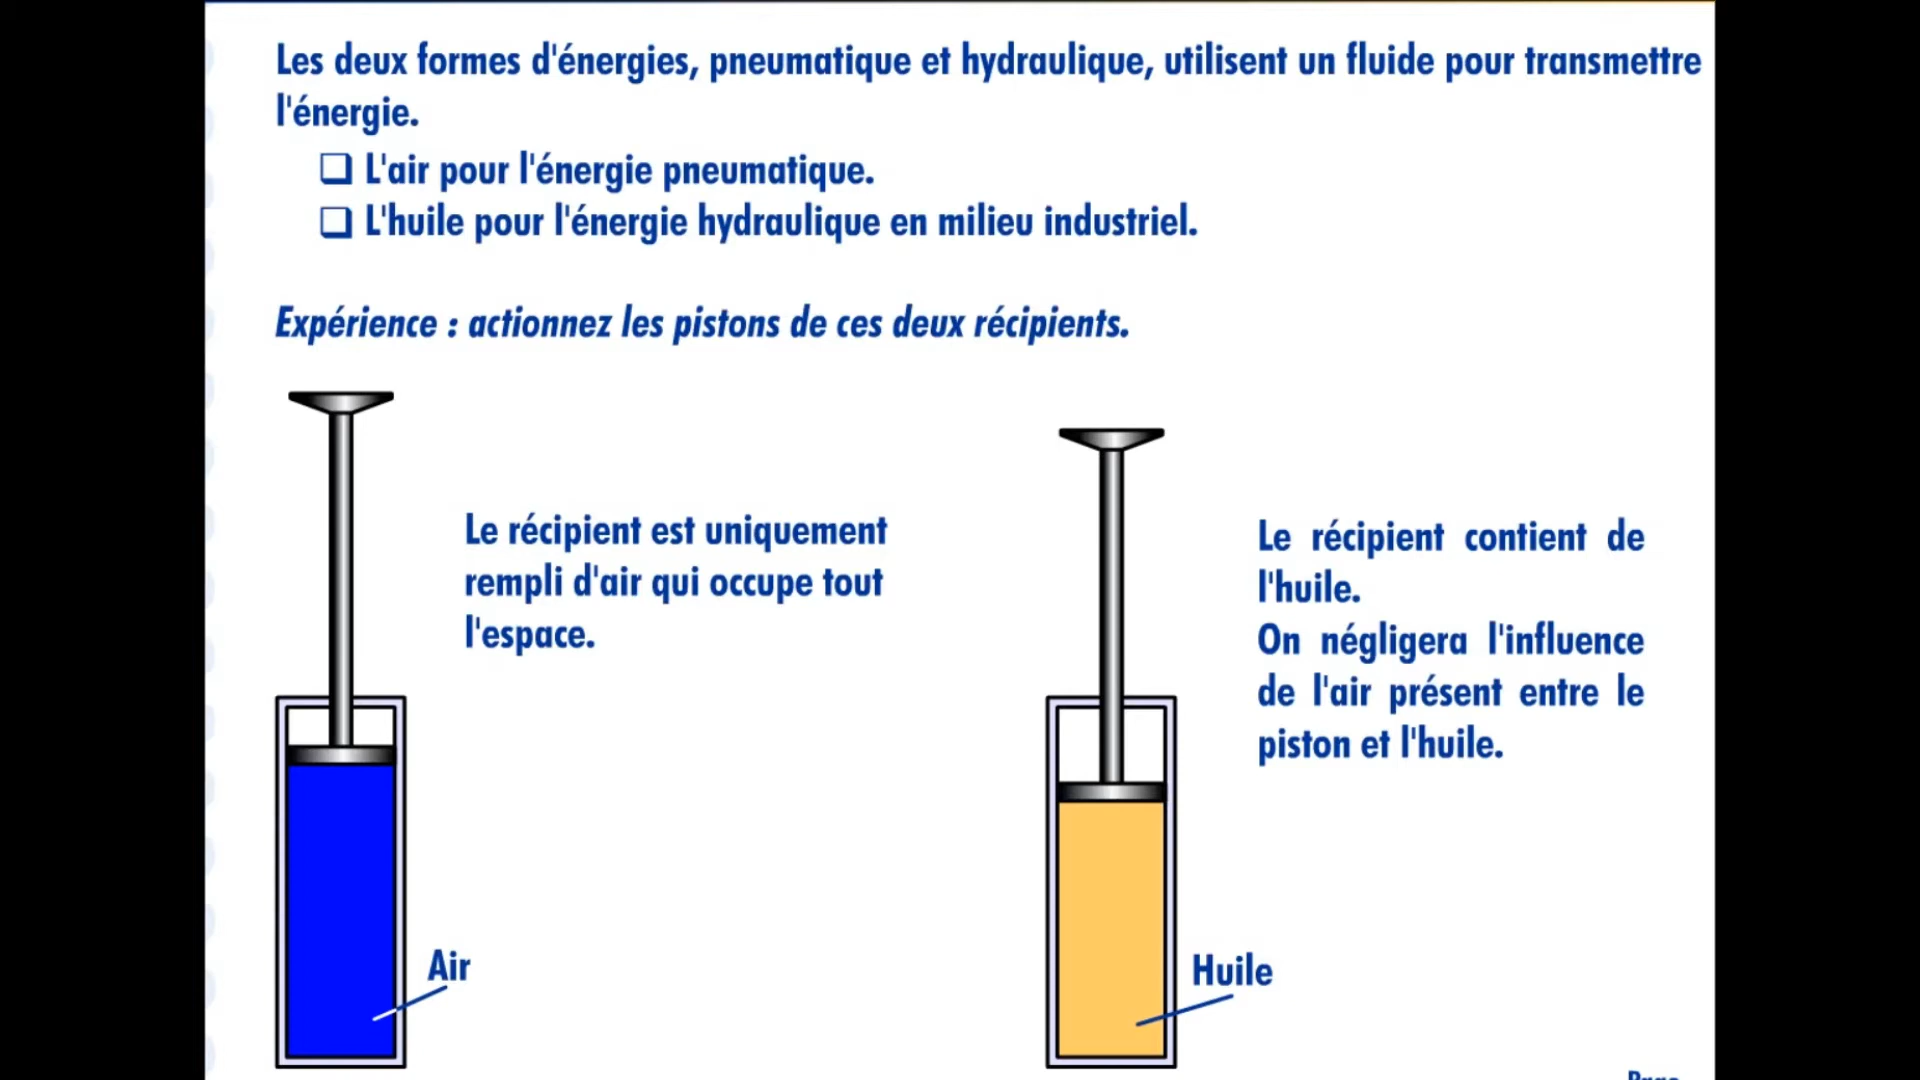 Les deux formes d'énergies, pneumatique et hydraulique, utilisent un fluide pour transmettre
l'énergie.
❑ L'air pour l'énergie pneumatique.
❑ L'huile pour l'énergie hydraulique en milieu industriel.
Expérience : actionnez les pistons de ces deux récipients.
Le récipient est uniquement
rempli d'air qui occupe tout
l'espace.
Le récipient contient de
l'huile.
On négligera l'influence
de l'air présent entre le
piston et l'huile.
Air
Huile